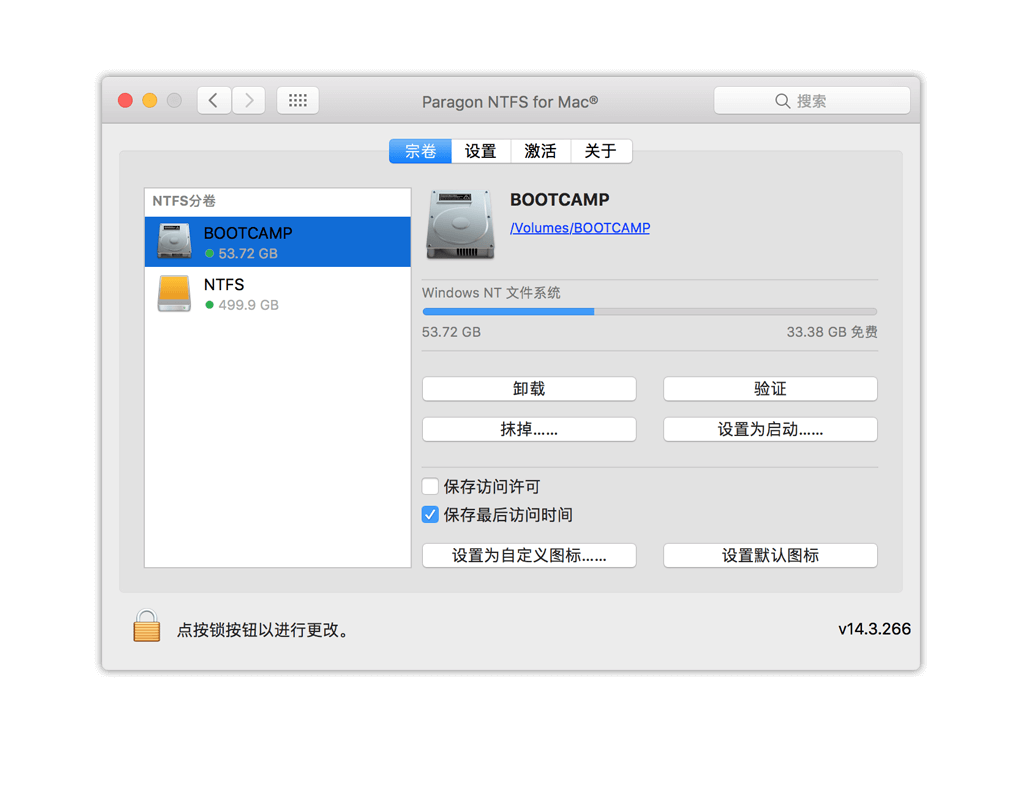 Paragon NTFS for Mac®
搜索
宗卷 设置 激活 关于
NTFS分卷
BOOTCAMP
53.72 GB
NTFS
499.9 GB
BOOTCAMP
/Volumes/BOOTCAMP
Windows NT 文件系统
53.72 GB 33.38 GB 免费
卸载 验证
抹掉…… 设置为启动……
保存访问许可
保存最后访问时间
设置为自定义图标…… 设置默认图标
点按锁按钮以进行更改。
v14.3.266